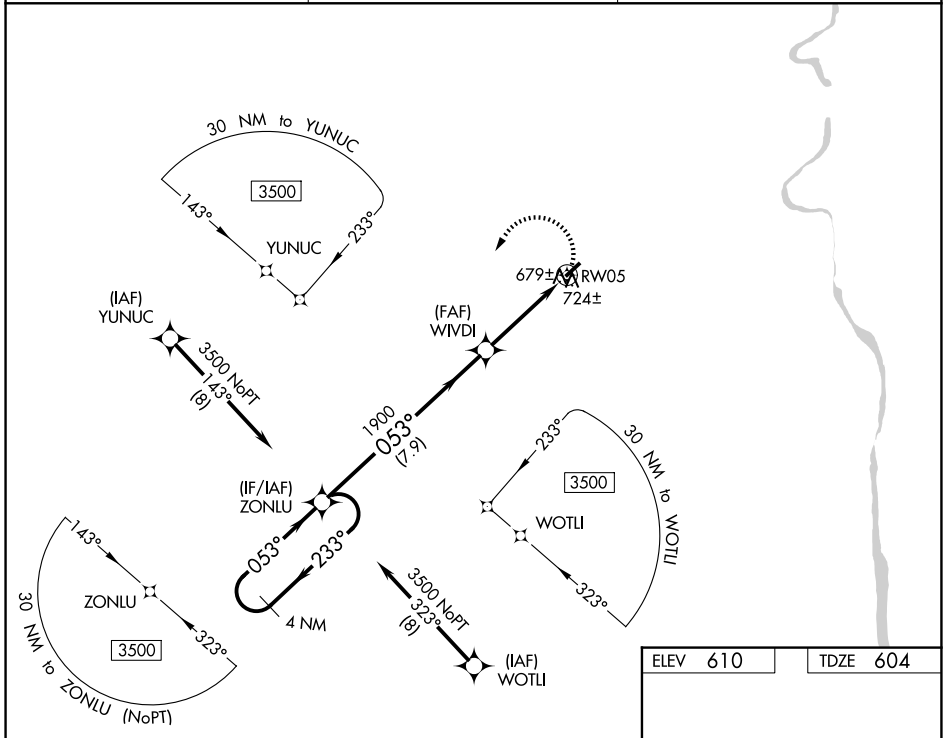 30 NM to YUNUC
3500
143°
233°
YUNUC
679±
RW05
724±
(IAF)
YUNUC
3500 NoPT
143°
(8)
(FAF)
WIVDI
1900
053°
(7.9)
(IF/IAF)
ZONLU
053°
233°
4 NM
233°
30 NM to WOTLI
3500
WOTLI
323°
143°
ZONLU
323°
3500
30 NM to ZONLU (NoPT)
3500 NoPT
323°
(8)
(IAF)
WOTLI
ELEV 610
TDZE 604